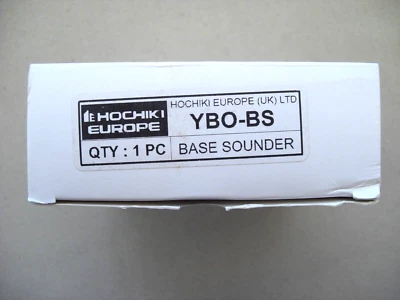 HOCHIKI
EUROPE
HOCHIKI EUROPE (UK) LTD
YBO-BS
QTY : 1 PC
BASE SOUNDER